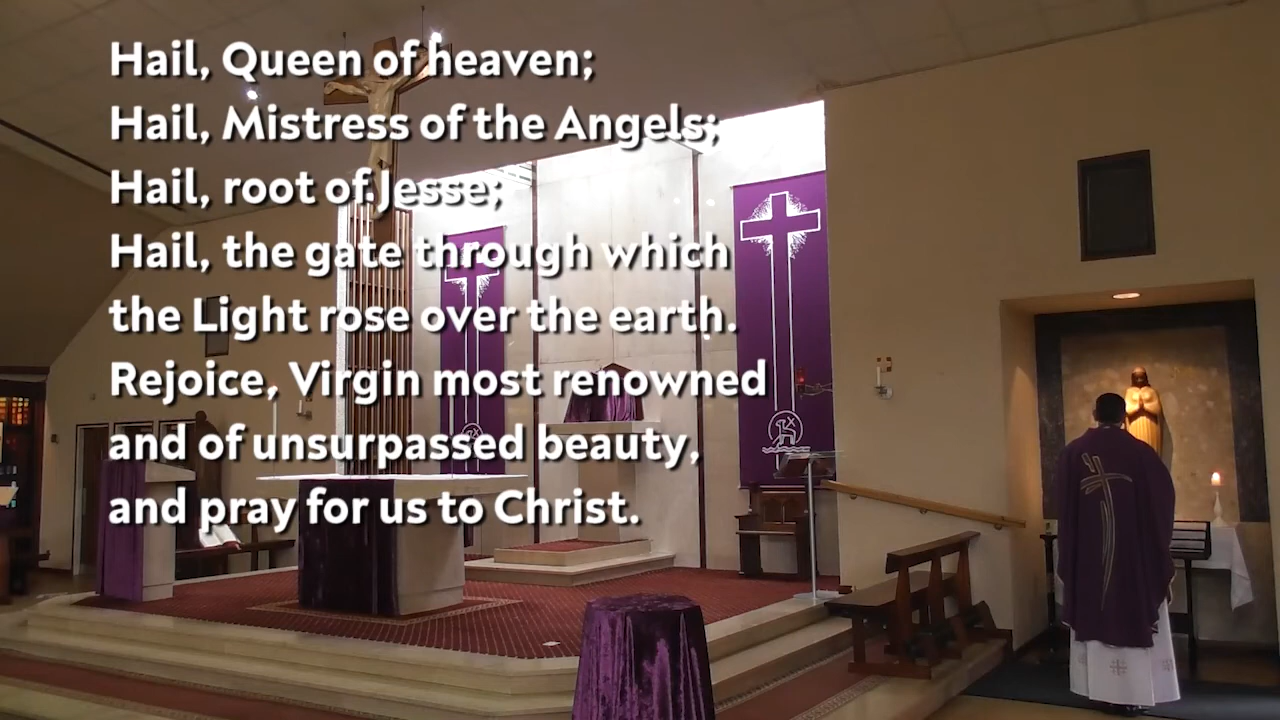 Hail, Queen of heaven;
Hail, Mistress of the Angels;
Hail, root of Jesse;
Hail, the gate through which
the Light rose over the earth.
Rejoice, Virgin most renowned
and of unsurpassed beauty,
and pray for us to Christ.